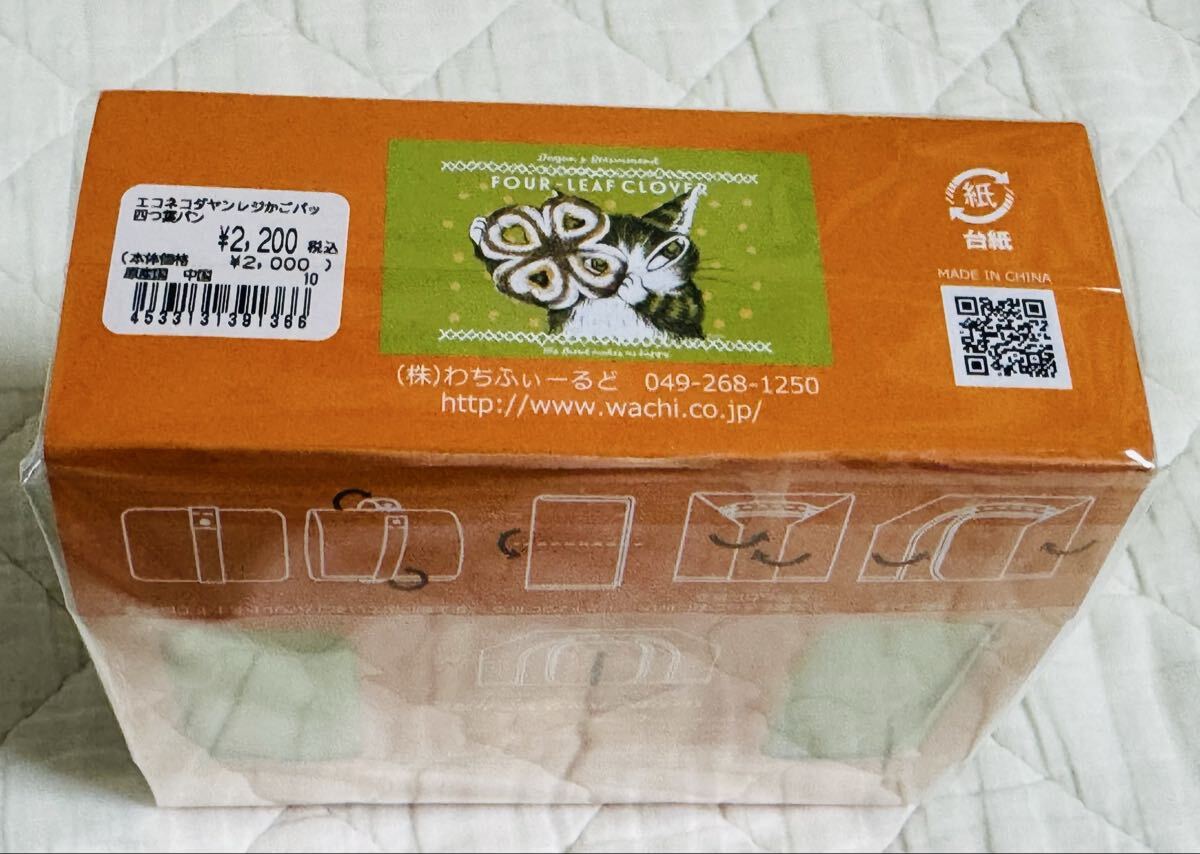 エコネコダヤンレジかごバッ
四つ葉パン
¥2,200 税込
(本体価格 ¥2,000 )
原産国 中国 10
4533131391366
FOUR-LEAF CLOVER
(株)わちふぃーるど 049-268-1250
http://www.wachi.co.jp/
紙
台紙
MADE IN CHINA